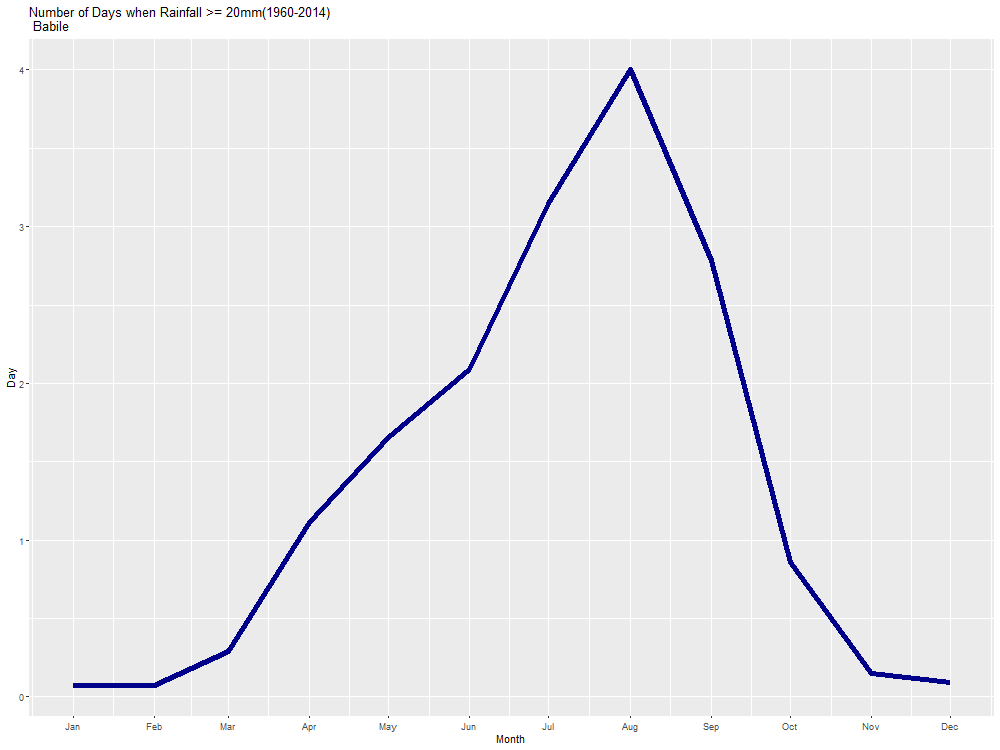 Number of Days when Rainfall >= 20mm(1960-2014)
Babile
4
3
Day
2
1
0
Jan Feb Mar Apr May Jun Jul Aug Sep Oct Nov Dec
Month